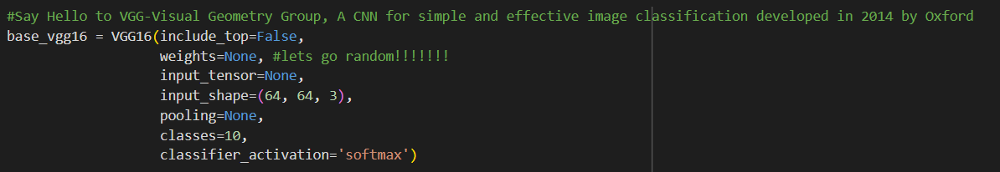 #Say Hello to VGG-Visual Geometry Group, A CNN for simple and effective image classification developed in 2014 by Oxford
base_vgg16 = VGG16(include_top=False,
weights=None, #lets go random!!!!!!!
input_tensor=None,
input_shape=(64, 64, 3),
pooling=None,
classes=10,
classifier_activation='softmax')